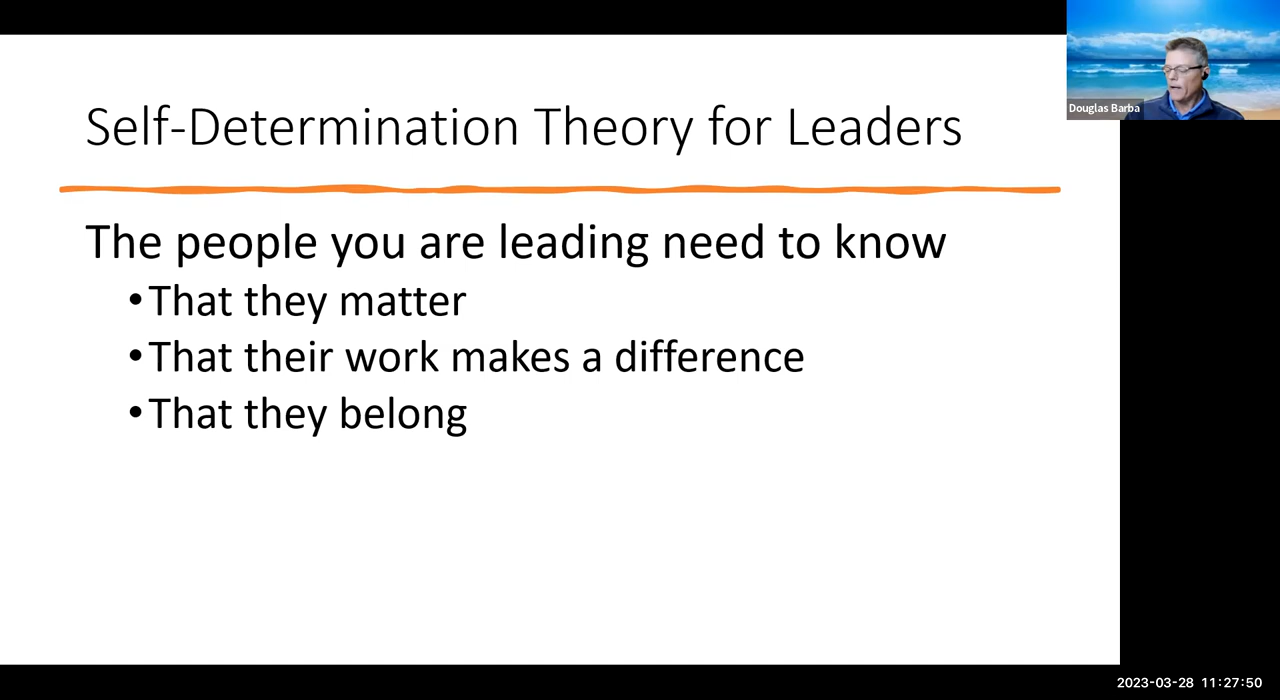 Self-Determination Theory for Leaders
The people you are leading need to know
•That they matter
•That their work makes a difference
•That they belong
Douglas Barba
2023-03-28 11:27:50